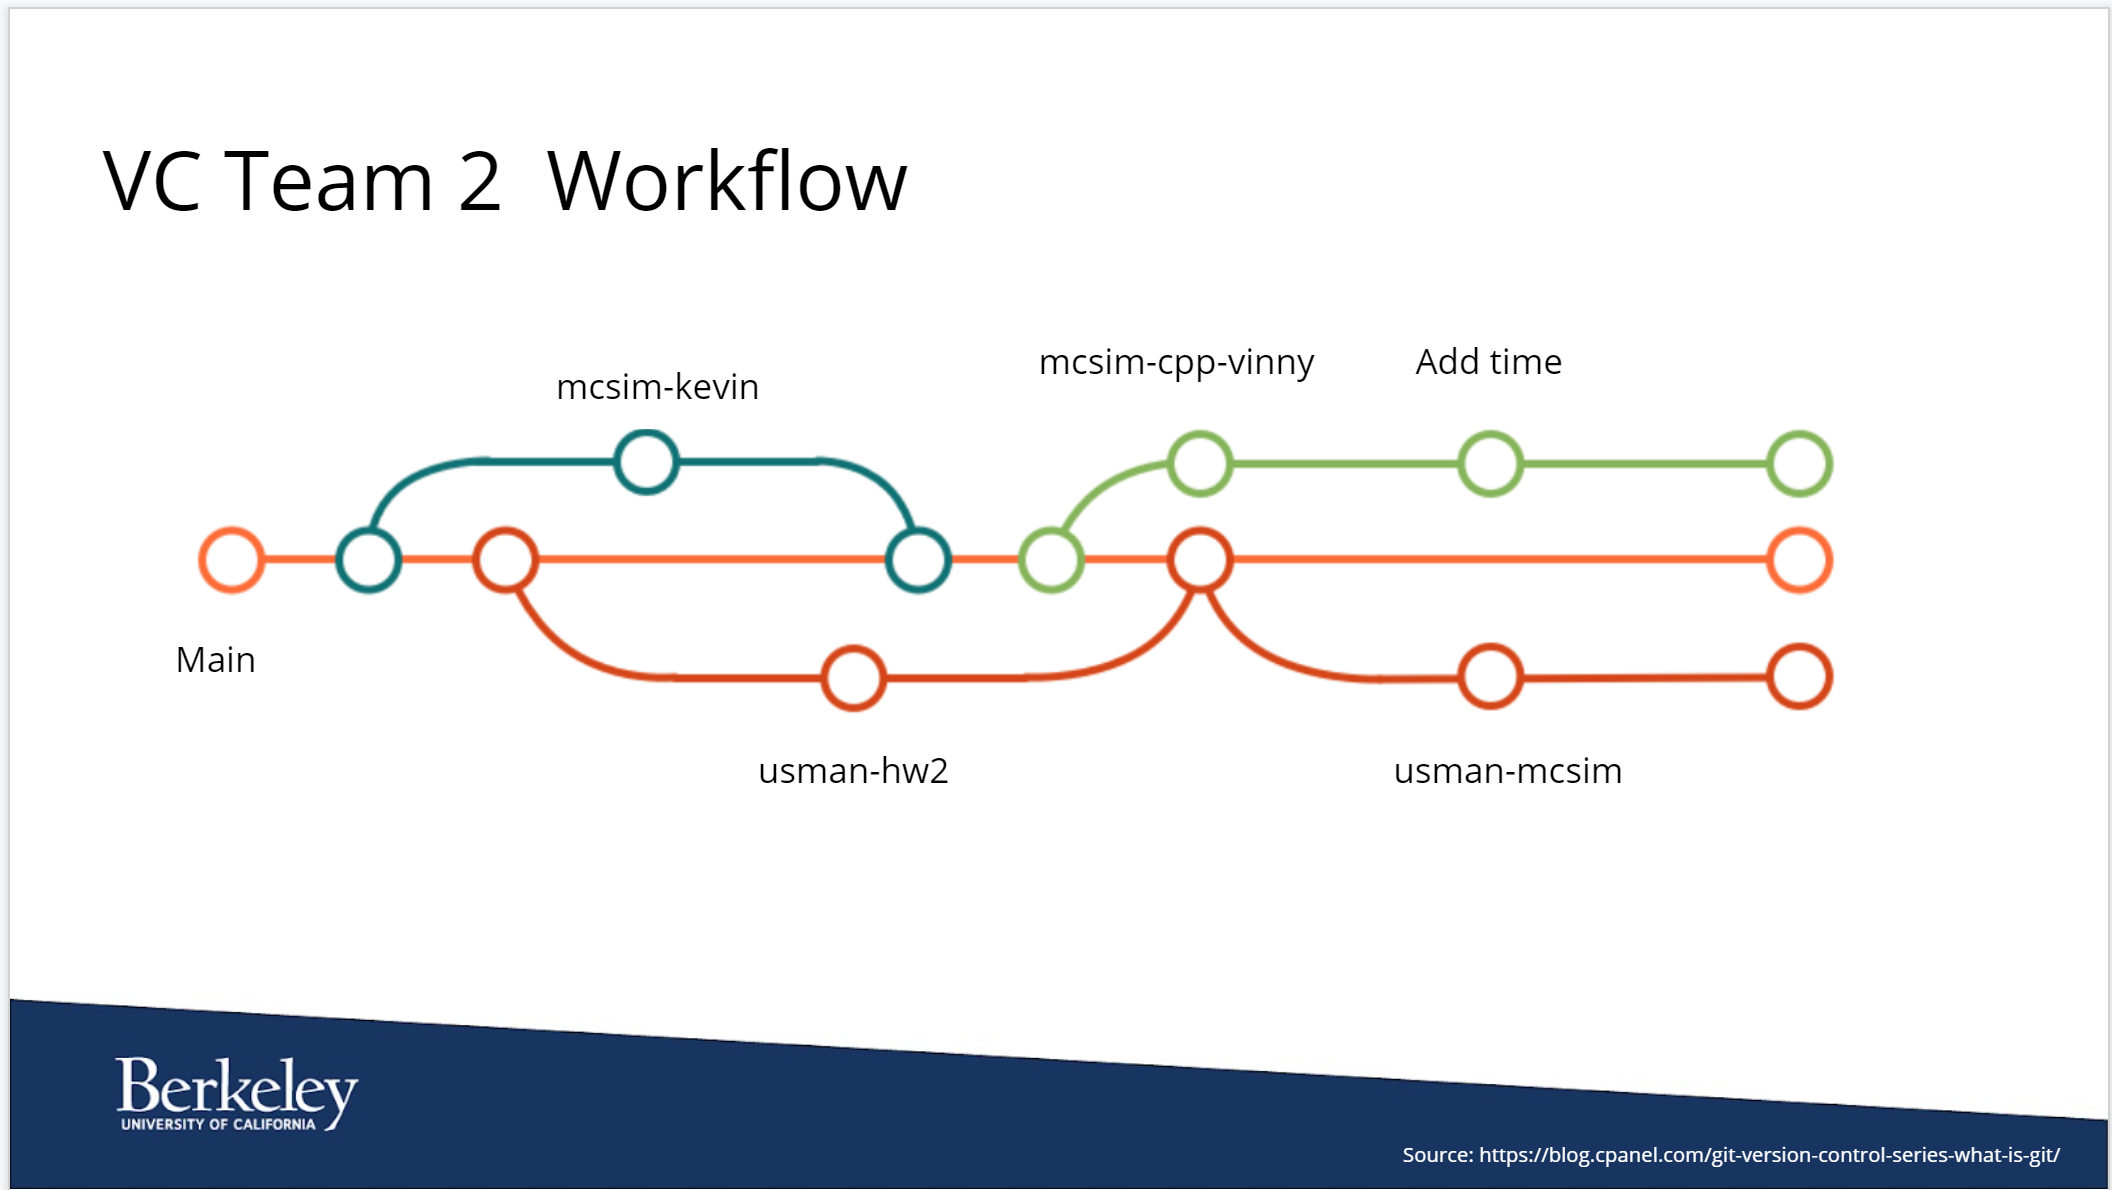 VC Team 2  Workflow
mcsim-cpp-vinny
Add time
mcsim-kevin
Main
usman-hw2
usman-mcsim
Berkeley
UNIVERSITY OF CALIFORNIA
Source: https://blog.cpanel.com/git-version-control-series-what-is-git/